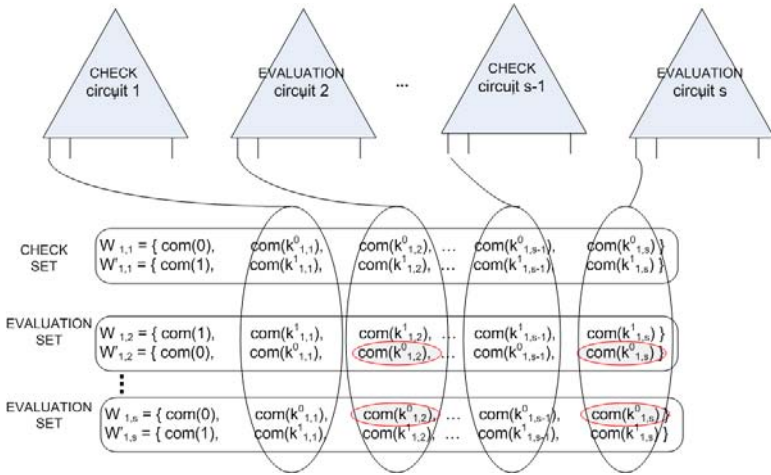 CHECK
circuit 1
EVALUATION
circuit 2
...
CHECK
circuit s-1
EVALUATION
circuit s
CHECK
SET
W 1,1 = { com(0), com(k⁰1,1), com(k⁰1,2), ... com(k⁰1,s-1), com(k⁰1,s) }
W'1,1 = { com(1), com(k¹1,1), com(k¹1,2), ... com(k¹1,s-1), com(k¹1,s) }
EVALUATION
SET
W 1,2 = { com(1), com(k¹1,1), com(k¹1,2), ... com(k¹1,s-1), com(k¹1,s) }
W'1,2 = { com(0), com(k⁰1,1), com(k⁰1,2), ... com(k⁰1,s-1), com(k⁰1,s) }
EVALUATION
SET
W 1,s = { com(0), com(k⁰1,1), com(k⁰1,2), ... com(k⁰1,s-1), com(k⁰1,s) }
W'1,s = { com(1), com(k¹1,1), com(k¹1,2), ... com(k¹1,s-1), com(k¹1,s) }